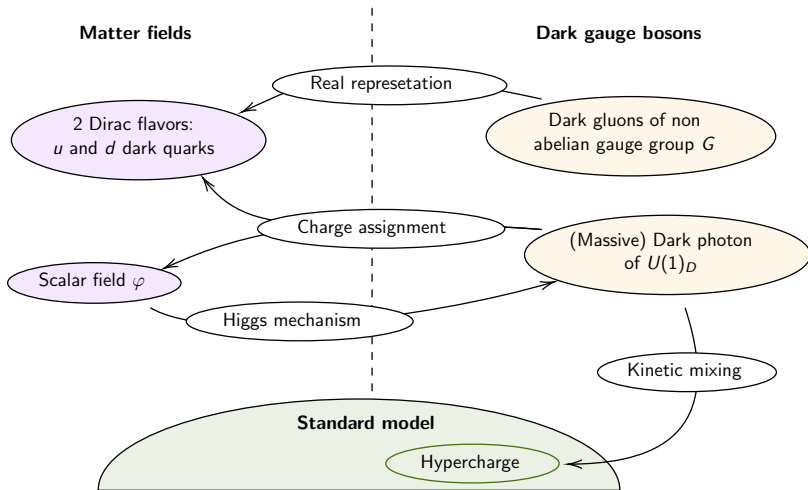 Matter fields
Dark gauge bosons
Real represetation
2 Dirac flavors:
u and d dark quarks
Dark gluons of non
abelian gauge group G
Charge assignment
(Massive) Dark photon
of U(1)_D
Scalar field φ
Higgs mechanism
Kinetic mixing
Standard model
Hypercharge